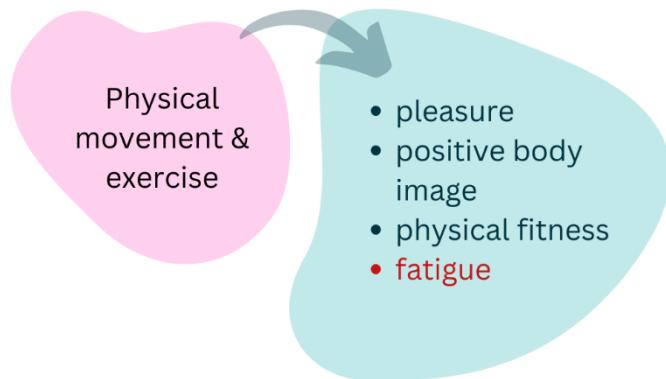 Physical
movement &
exercise
• pleasure
• positive body
image
• physical fitness
• fatigue